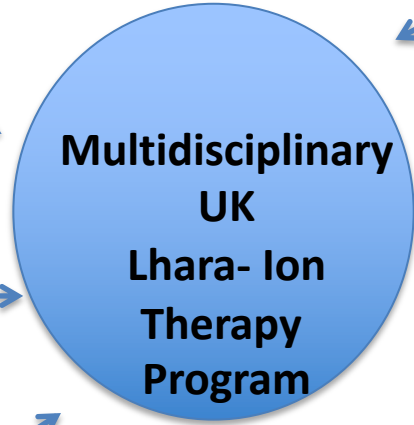 Multidisciplinary
UK
Lhara- Ion
Therapy
Program